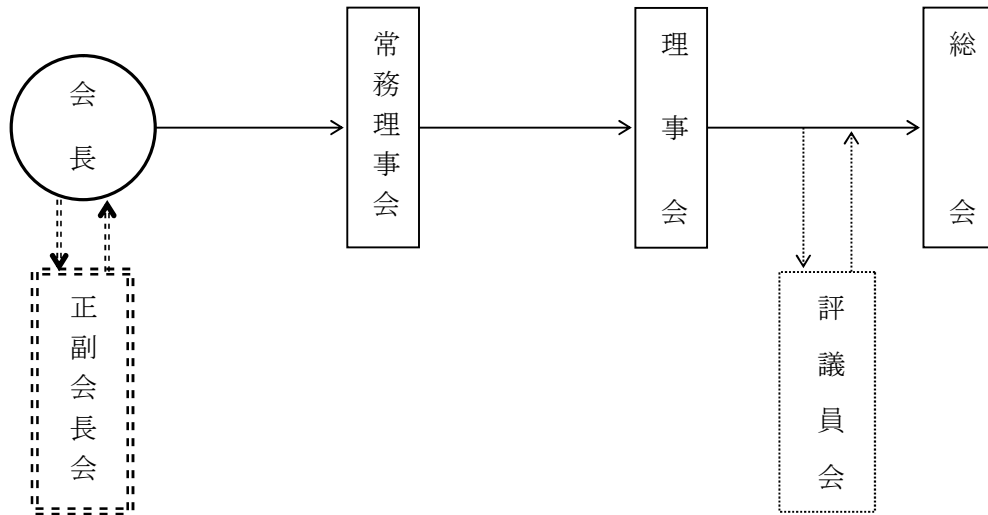 会長
常務理事会
理事会
総会
正副会長会
評議員会